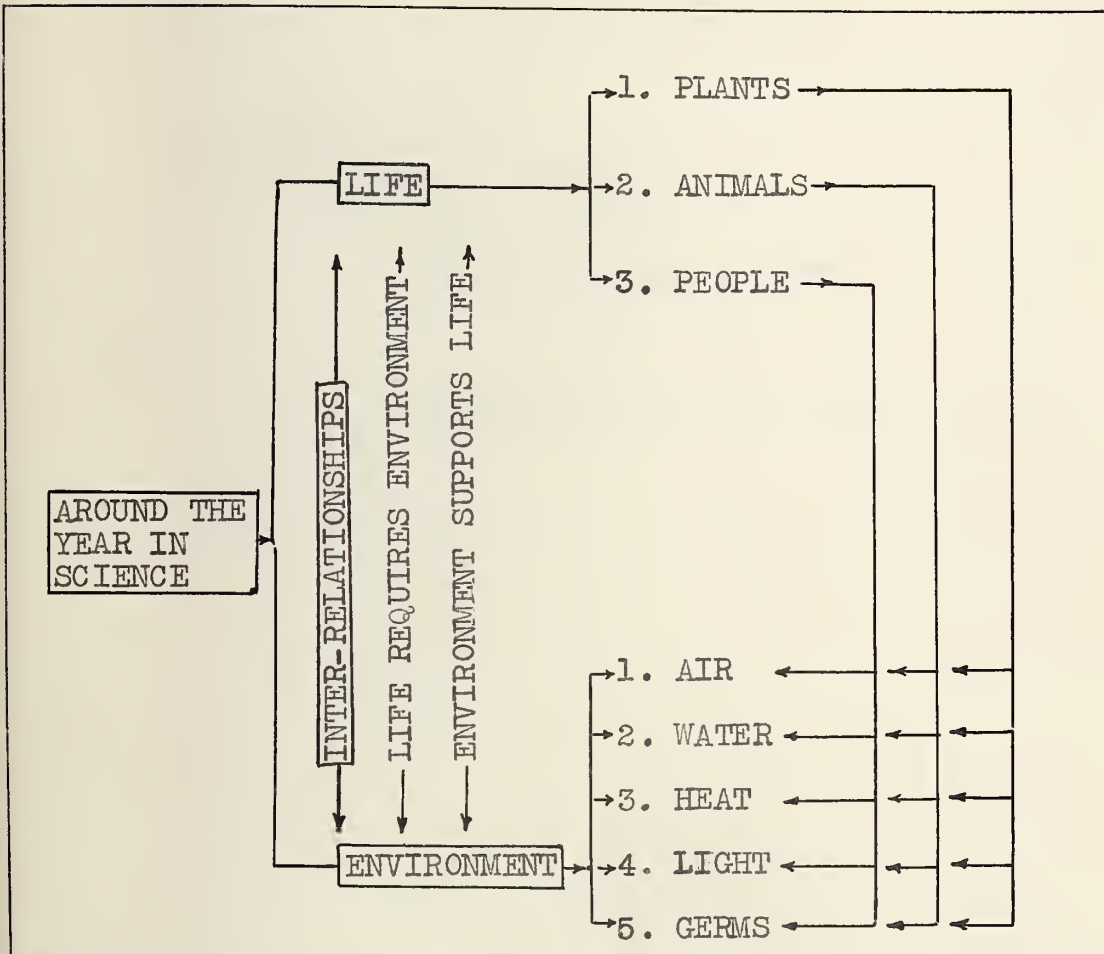 1. PLANTS
LIFE
2. ANIMALS
3. PEOPLE
INTER-RELATIONSHIPS
LIFE REQUIRES ENVIRONMENT
ENVIRONMENT SUPPORTS LIFE
AROUND THE
YEAR IN
SCIENCE
1. AIR
2. WATER
3. HEAT
ENVIRONMENT
4. LIGHT
5. GERMS